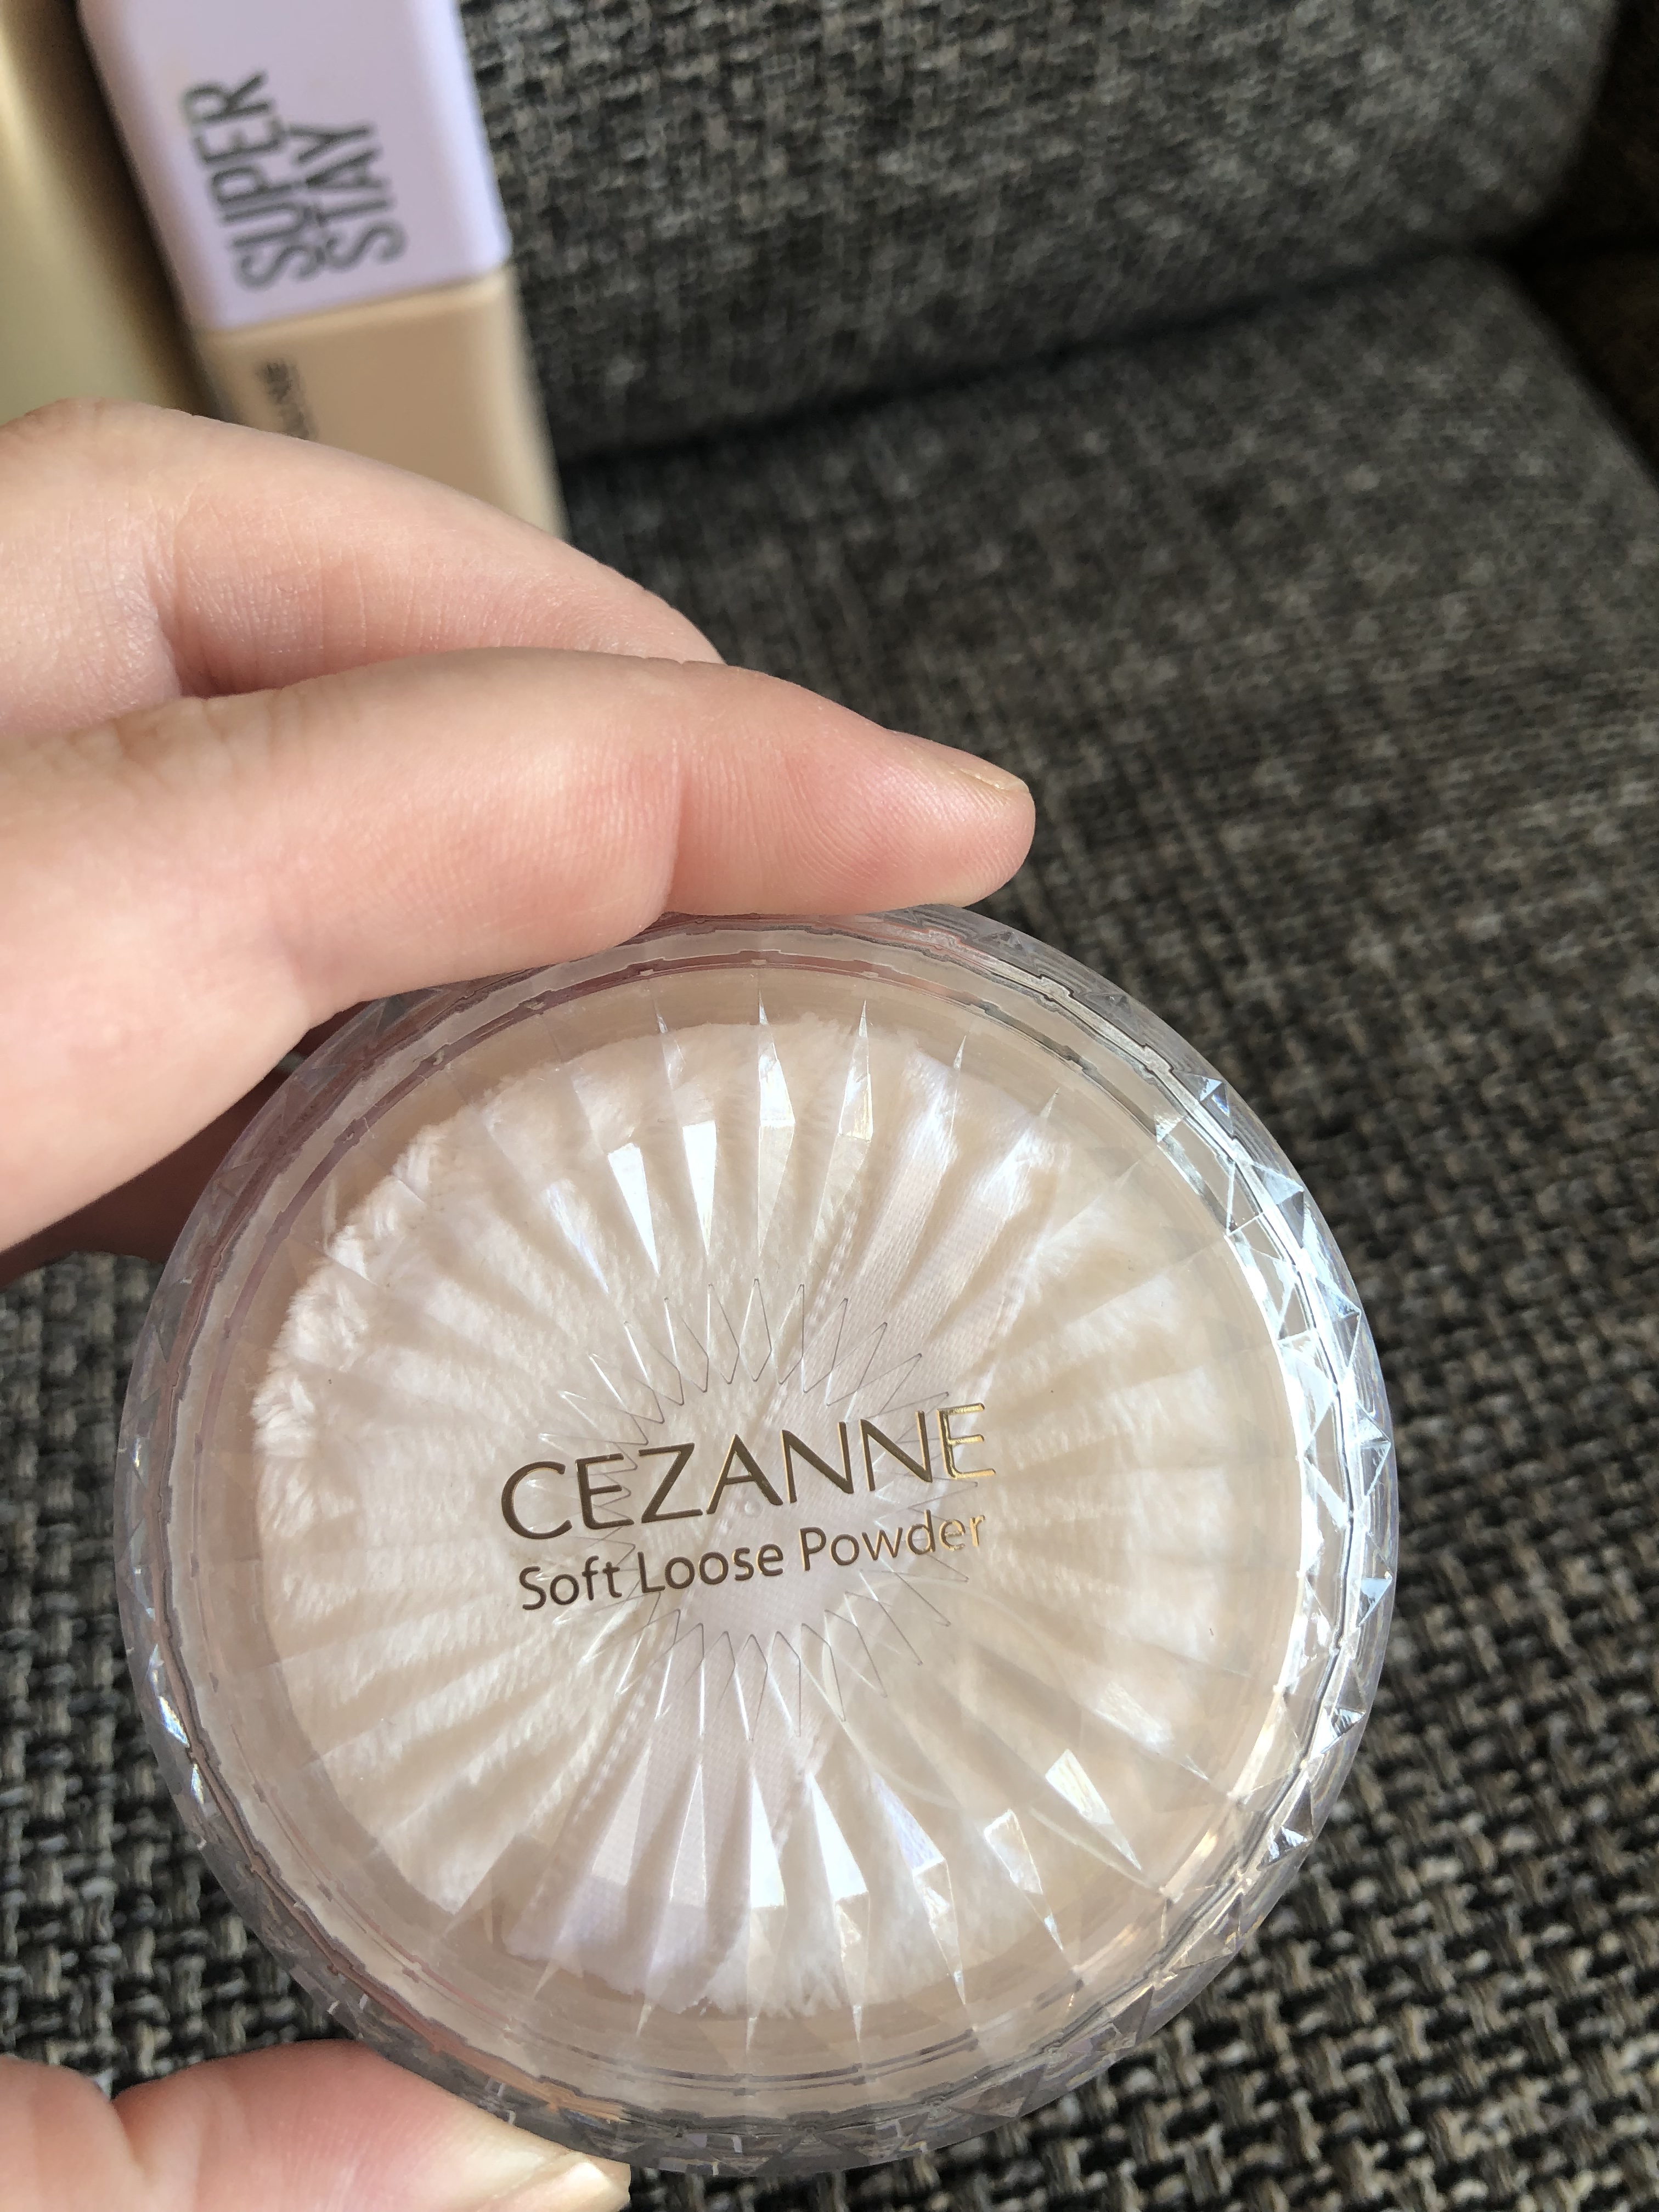 SUPER
STAY
CEZANNE
Soft Loose Powder